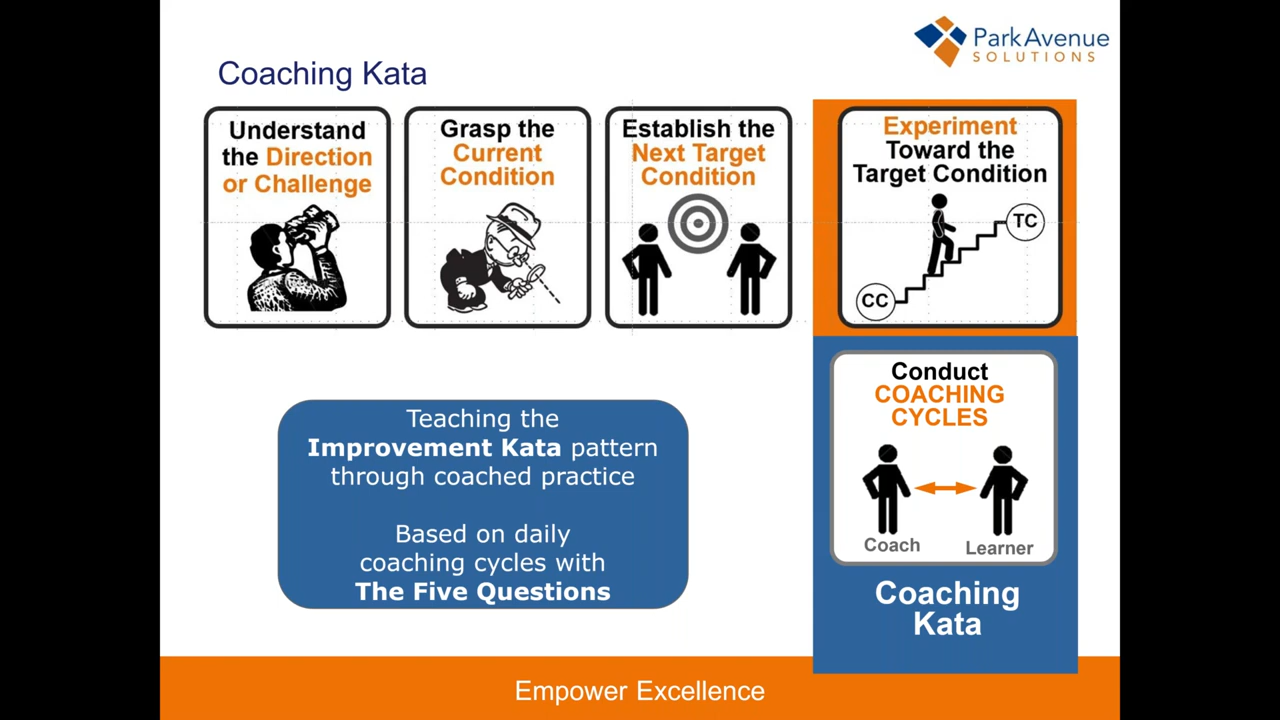 ParkAvenue
SOLUTIONS
Coaching Kata
Understand
the Direction
or Challenge
Grasp the
Current
Condition
Establish the
Next Target
Condition
Experiment
Toward the
Target Condition
TC
CC
Conduct
COACHING
CYCLES
Coach
Learner
Coaching
Kata
Teaching the
Improvement Kata pattern
through coached practice
Based on daily
coaching cycles with
The Five Questions
Empower Excellence